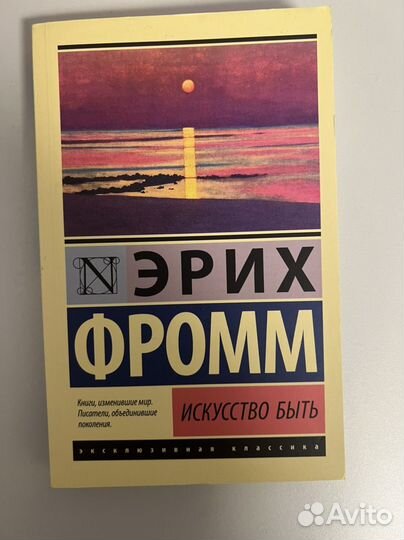 N
ЭРИХ
ФРОММ
Книги, изменившие мир.
Писатели, объединившие
поколения.
ИСКУССТВО БЫТЬ
эксклюзивная классика
Avito